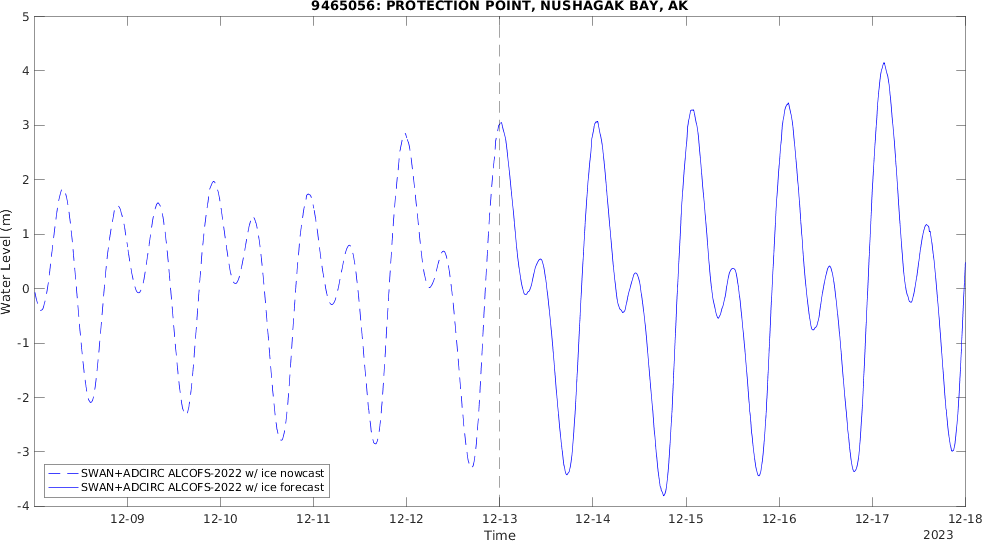 9465056: PROTECTION POINT, NUSHAGAK BAY, AK
5
4
3
2
1
0
-1
-2
-3
-4
Water Level (m)
SWAN+ADCIRC ALCOFS-2022 w/ ice nowcast
SWAN+ADCIRC ALCOFS-2022 w/ ice forecast
12-09 12-10 12-11 12-12 12-13 12-14 12-15 12-16 12-17 12-18
Time
2023